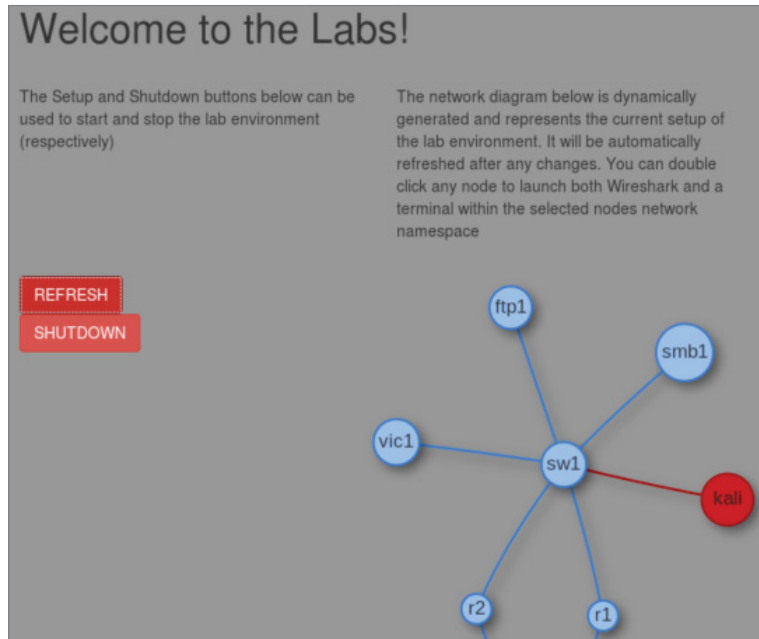 Welcome to the Labs!
The Setup and Shutdown buttons below can be
used to start and stop the lab environment
(respectively)
The network diagram below is dynamically
generated and represents the current setup of
the lab environment. It will be automatically
refreshed after any changes. You can double
click any node to launch both Wireshark and a
terminal within the selected nodes network
namespace
REFRESH
SHUTDOWN
ftp1
smb1
vic1
sw1
kali
r2
r1